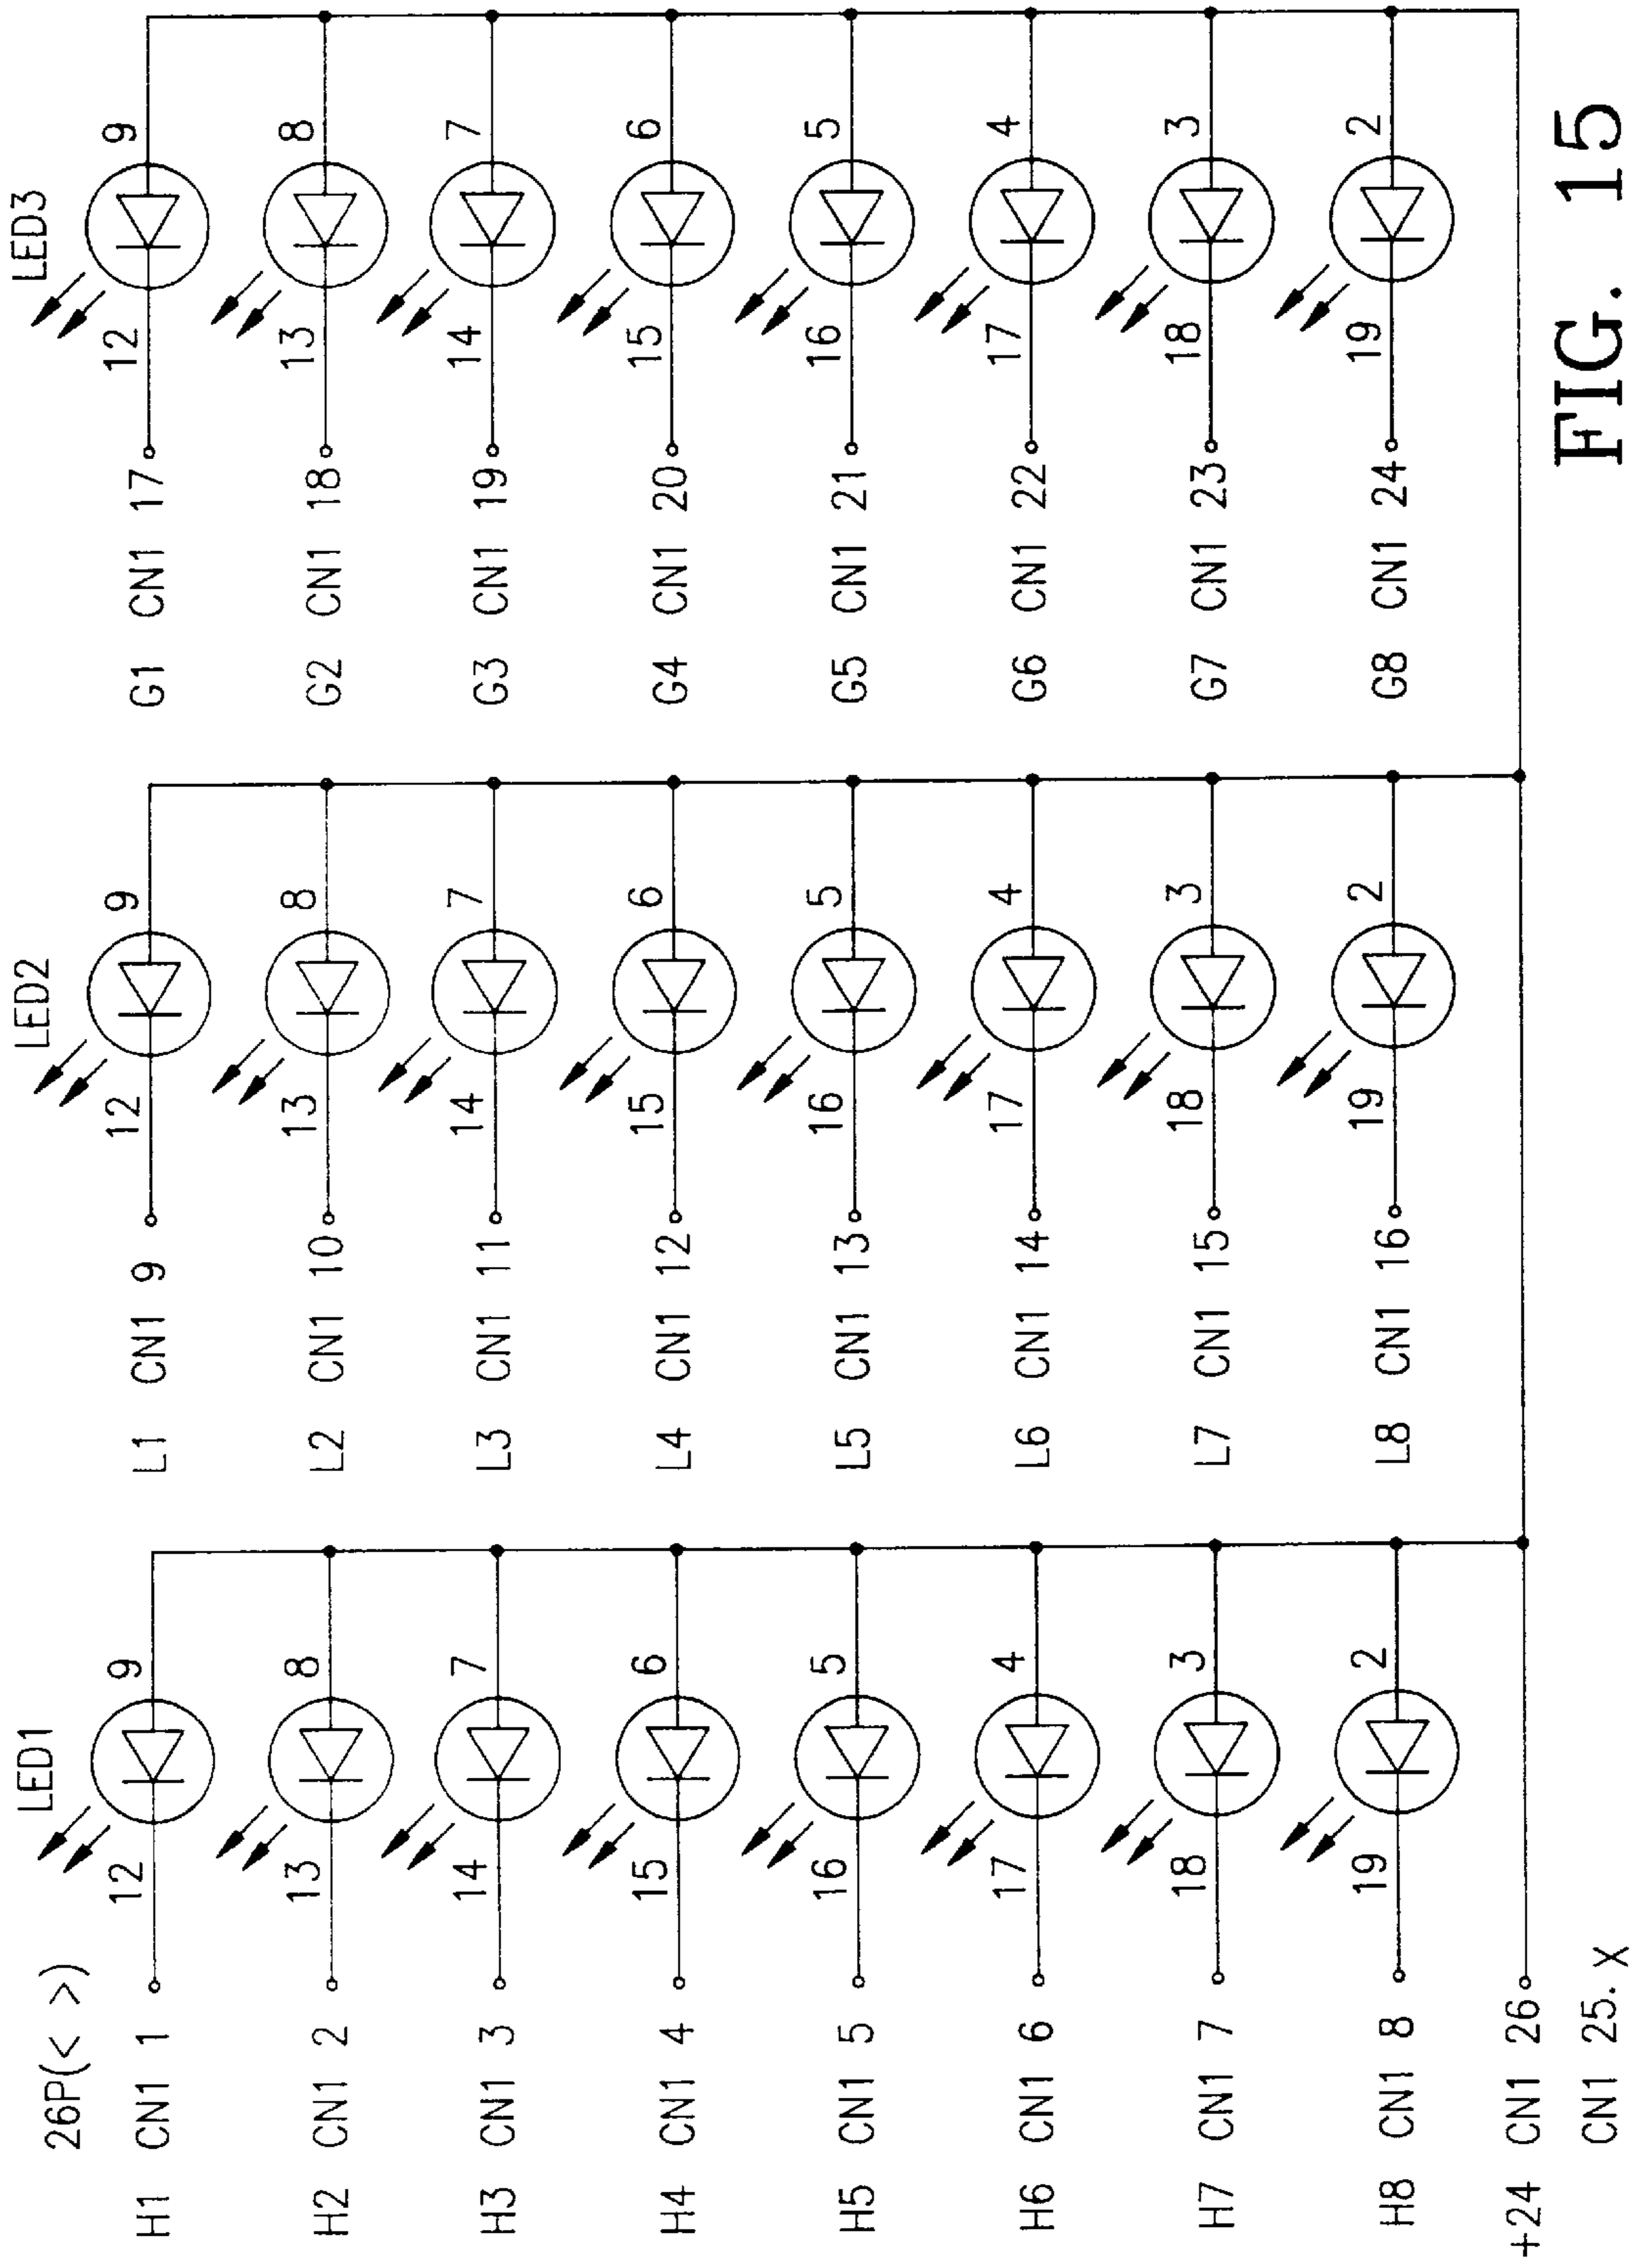 26P(< >) LED1 LED2 LED3
H1 CN1 1 12 9 L1 CN1 9 12 9 G1 CN1 17 12 9
H2 CN1 2 13 8 L2 CN1 10 13 8 G2 CN1 18 13 8
H3 CN1 3 14 7 L3 CN1 11 14 7 G3 CN1 19 14 7
H4 CN1 4 15 6 L4 CN1 12 15 6 G4 CN1 20 15 6
H5 CN1 5 16 5 L5 CN1 13 16 5 G5 CN1 21 16 5
H6 CN1 6 17 4 L6 CN1 14 17 4 G6 CN1 22 17 4
H7 CN1 7 18 3 L7 CN1 15 18 3 G7 CN1 23 18 3
H8 CN1 8 19 2 L8 CN1 16 19 2 G8 CN1 24 19 2
+24 CN1 26
CN1 25. X
FIG. 15